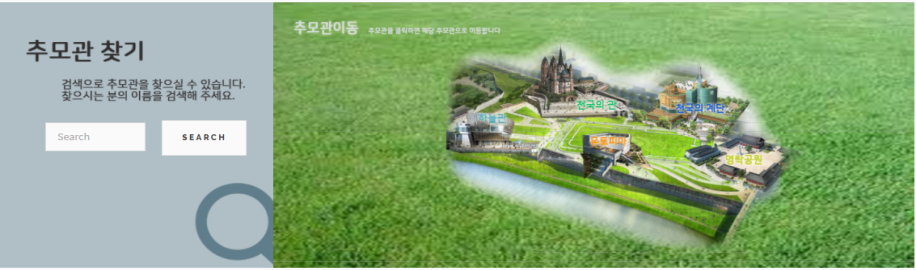 추모관 찾기
검색으로 추모관을 찾으실 수 있습니다.
찾으시는 분의 이름을 검색해 주세요.
Search
SEARCH
추모관이동
추모관을 클릭하면 해당 추모관으로 이동합니다
천국의 관
천국의 계단
하늘관
영락공원